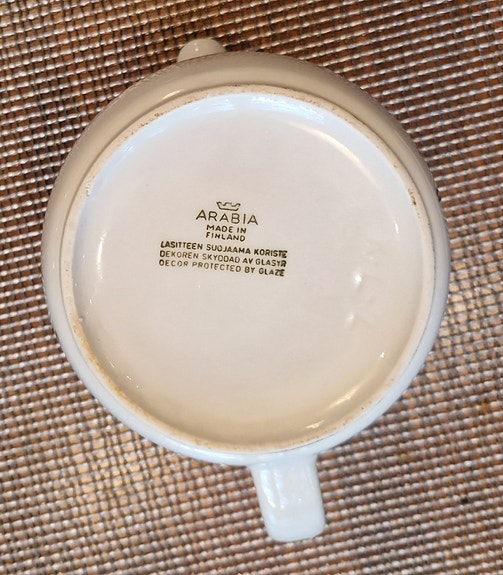 ARABIA
MADE IN
FINLAND
LASITTEEN SUOJAAMA KORISTE
DEKOREN SKYDDAD AV GLASYR
DECOR PROTECTED BY GLAZE